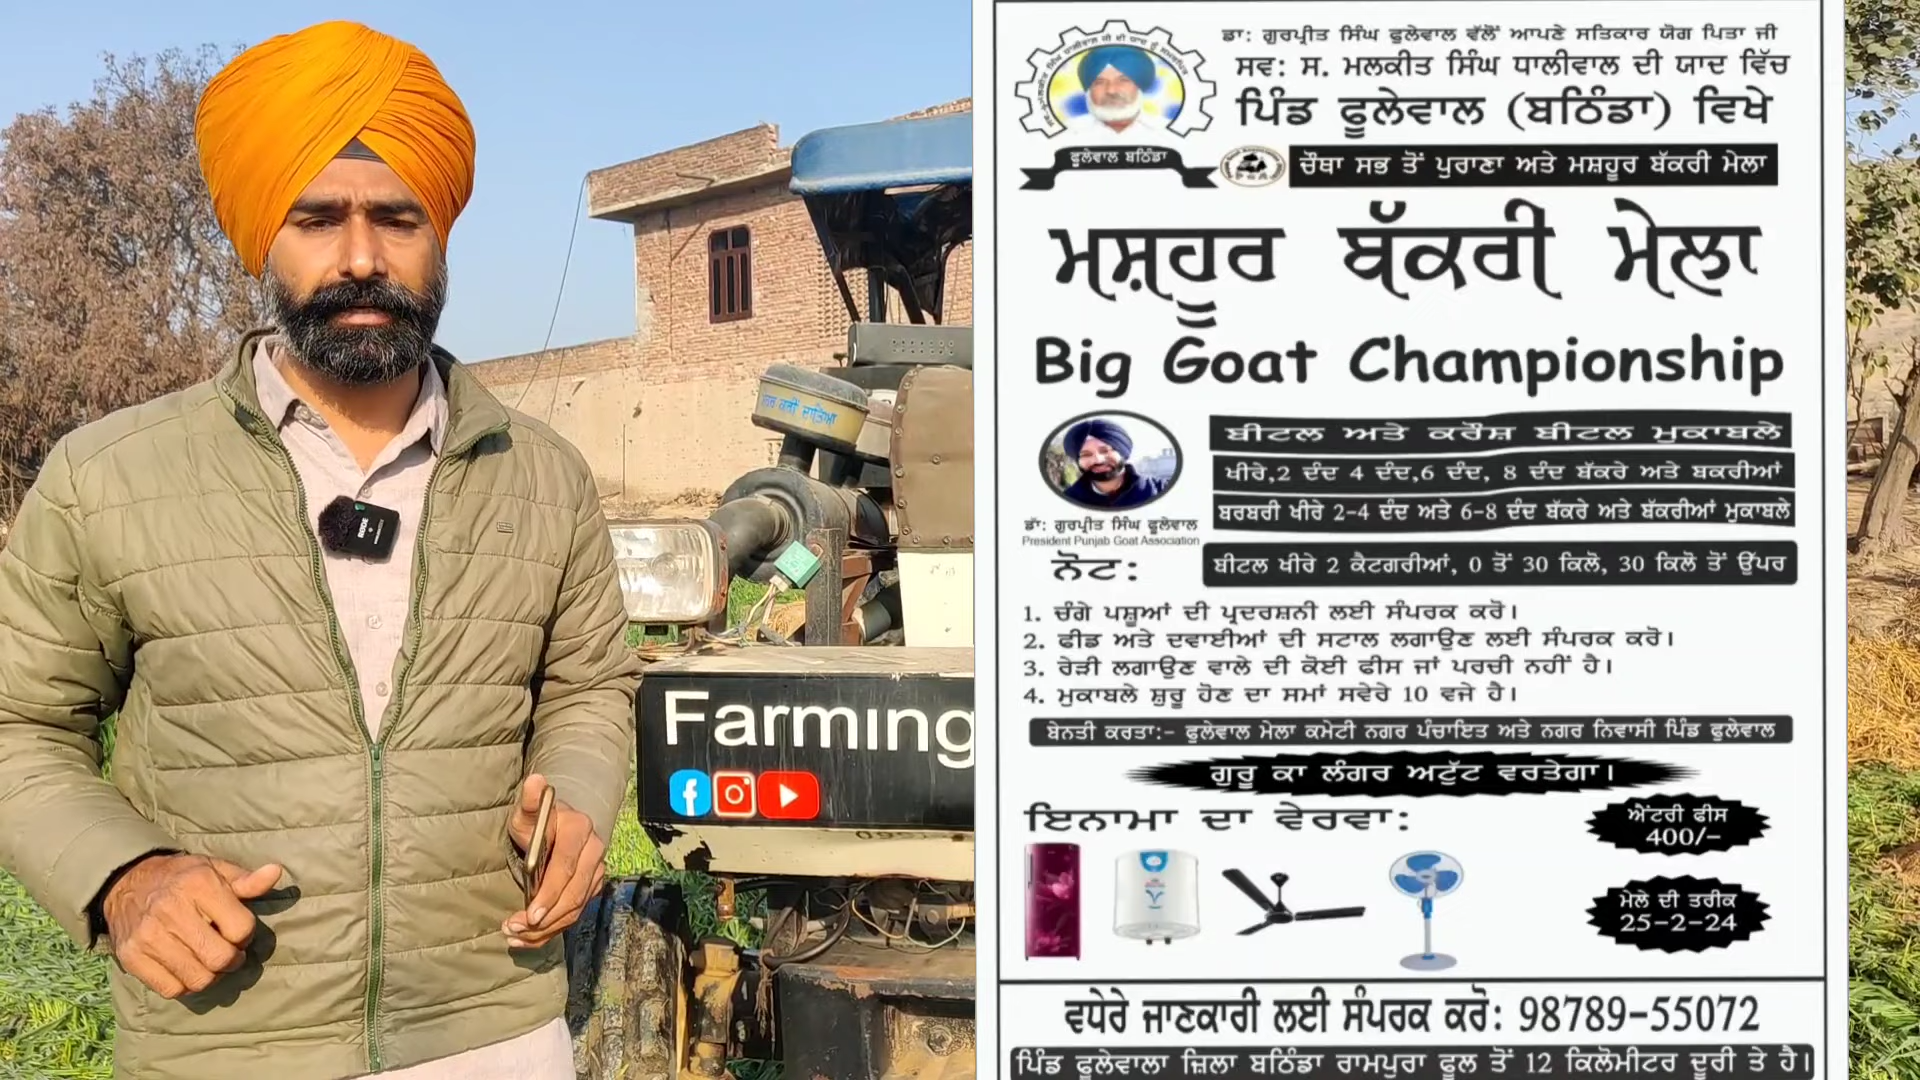 ਡਾ: ਗੁਰਪ੍ਰੀਤ ਸਿੰਘ ਫੂਲੇਵਾਲ ਵੱਲੋਂ ਆਪਣੇ ਸਤਿਕਾਰ ਯੋਗ ਪਿਤਾ ਜੀ
ਸਵ: ਸ. ਮਲਕੀਤ ਸਿੰਘ ਧਾਲੀਵਾਲ ਦੀ ਯਾਦ ਵਿੱਚ
ਪਿੰਡ ਫੂਲੇਵਾਲ (ਬਠਿੰਡਾ) ਵਿਖੇ
ਫੂਲੇਵਾਲ ਬਠਿੰਡਾ
ਚੌਥਾ ਸਭ ਤੋਂ ਪੁਰਾਣਾ ਅਤੇ ਮਸ਼ਹੂਰ ਬੱਕਰੀ ਮੇਲਾ
ਮਸ਼ਹੂਰ ਬੱਕਰੀ ਮੇਲਾ
Big Goat Championship
ਬੀਟਲ ਅਤੇ ਕਰੌਸ਼ ਬੀਟਲ ਮੁਕਾਬਲੇ
ਖੀਰੇ,2 ਦੰਦ 4 ਦੰਦ,6 ਦੰਦ, 8 ਦੰਦ ਬੱਕਰੇ ਅਤੇ ਬਕਰੀਆਂ
ਬਰਬਰੀ ਖੀਰੇ 2-4 ਦੰਦ ਅਤੇ 6-8 ਦੰਦ ਬੱਕਰੇ ਅਤੇ ਬੱਕਰੀਆਂ ਮੁਕਾਬਲੇ
ਡਾੱ: ਗੁਰਪ੍ਰੀਤ ਸਿੰਘ ਫੂਲੇਵਾਲ
President Punjab Goat Association
ਨੋਟ:
ਬੀਟਲ ਖੀਰੇ 2 ਕੈਟਗਰੀਆਂ, 0 ਤੋਂ 30 ਕਿਲੋ, 30 ਕਿਲੋ ਤੋਂ ਉੱਪਰ
1. ਚੰਗੇ ਪਸ਼ੂਆਂ ਦੀ ਪ੍ਰਦਰਸ਼ਨੀ ਲਈ ਸੰਪਰਕ ਕਰੋ।
2. ਫੀਡ ਅਤੇ ਦਵਾਈਆਂ ਦੀ ਸਟਾਲ ਲਗਾਉਣ ਲਈ ਸੰਪਰਕ ਕਰੋ।
3. ਰੇੜੀ ਲਗਾਉਣ ਵਾਲੇ ਦੀ ਕੋਈ ਫੀਸ ਜਾਂ ਪਰਚੀ ਨਹੀਂ ਹੈ।
4. ਮੁਕਾਬਲੇ ਸ਼ੁਰੂ ਹੋਣ ਦਾ ਸਮਾਂ ਸਵੇਰੇ 10 ਵਜੇ ਹੈ।
ਬੇਨਤੀ ਕਰਤਾ:- ਫੂਲੇਵਾਲ ਮੇਲਾ ਕਮੇਟੀ ਨਗਰ ਪੰਚਾਇਤ ਅਤੇ ਨਗਰ ਨਿਵਾਸੀ ਪਿੰਡ ਫੂਲੇਵਾਲ
ਗੁਰੂ ਕਾ ਲੰਗਰ ਅਟੁੱਟ ਵਰਤੇਗਾ।
ਇਨਾਮਾ ਦਾ ਵੇਰਵਾ:
ਐਂਟਰੀ ਫੀਸ
400/-
ਮੇਲੇ ਦੀ ਤਰੀਕ
25-2-24
ਵਧੇਰੇ ਜਾਣਕਾਰੀ ਲਈ ਸੰਪਰਕ ਕਰੋ: 98789-55072
ਪਿੰਡ ਫੂਲੇਵਾਲਾ ਜ਼ਿਲਾ ਬਠਿੰਡਾ ਰਾਮਪੁਰਾ ਫੂਲ ਤੋਂ 12 ਕਿਲੋਮੀਟਰ ਦੂਰੀ ਤੇ ਹੈ।
Farming